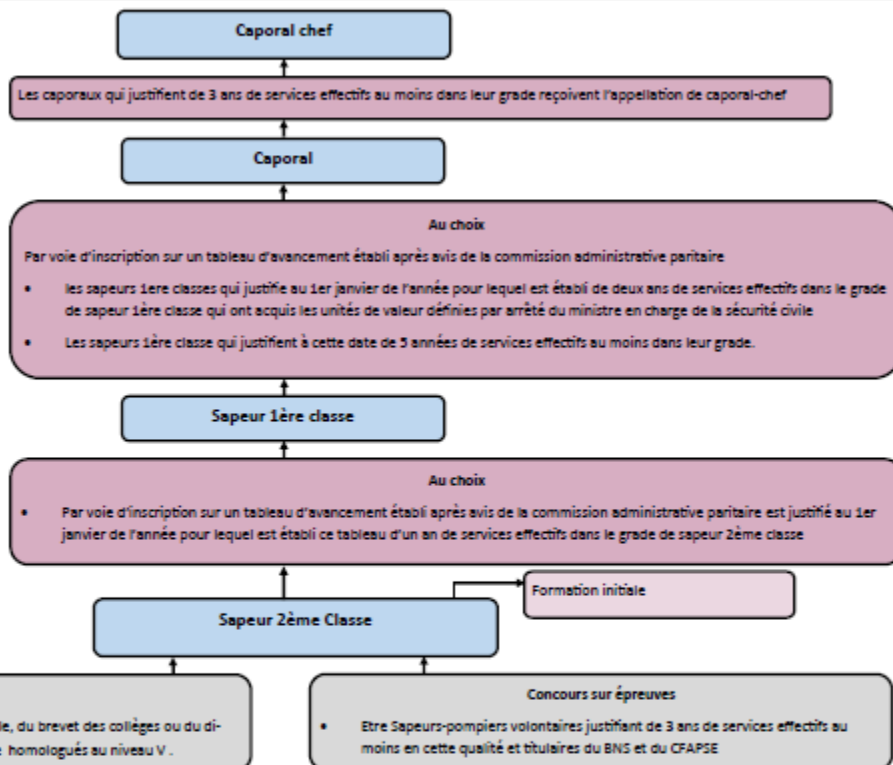 Caporal chef
Les caporaux qui justifient de 3 ans de services effectifs au moins dans leur grade reçoivent l'appellation de caporal-chef
Caporal
Au choix
Par voie d'inscription sur un tableau d'avancement établi après avis de la commission administrative paritaire
• les sapeurs 1ere classes qui justifie au 1er janvier de l'année pour lequel est établi de deux ans de services effectifs dans le grade
de sapeur 1ère classe qui ont acquis les unités de valeur définies par arrêté du ministre en charge de la sécurité civile
• Les sapeurs 1ère classe qui justifient à cette date de 5 années de services effectifs au moins dans leur grade.
Sapeur 1ère classe
Au choix
• Par voie d'inscription sur un tableau d'avancement établi après avis de la commission administrative paritaire est justifié au 1er
janvier de l'année pour lequel est établi ce tableau d'un an de services effectifs dans le grade de sapeur 2ème classe
Formation initiale
Sapeur 2ème Classe
le, du brevet des collèges ou du di-
homologués au niveau V .
Concours sur épreuves
• Etre Sapeurs-pompiers volontaires justifiant de 3 ans de services effectifs au
moins en cette qualité et titulaires du BNS et du CFAPSE